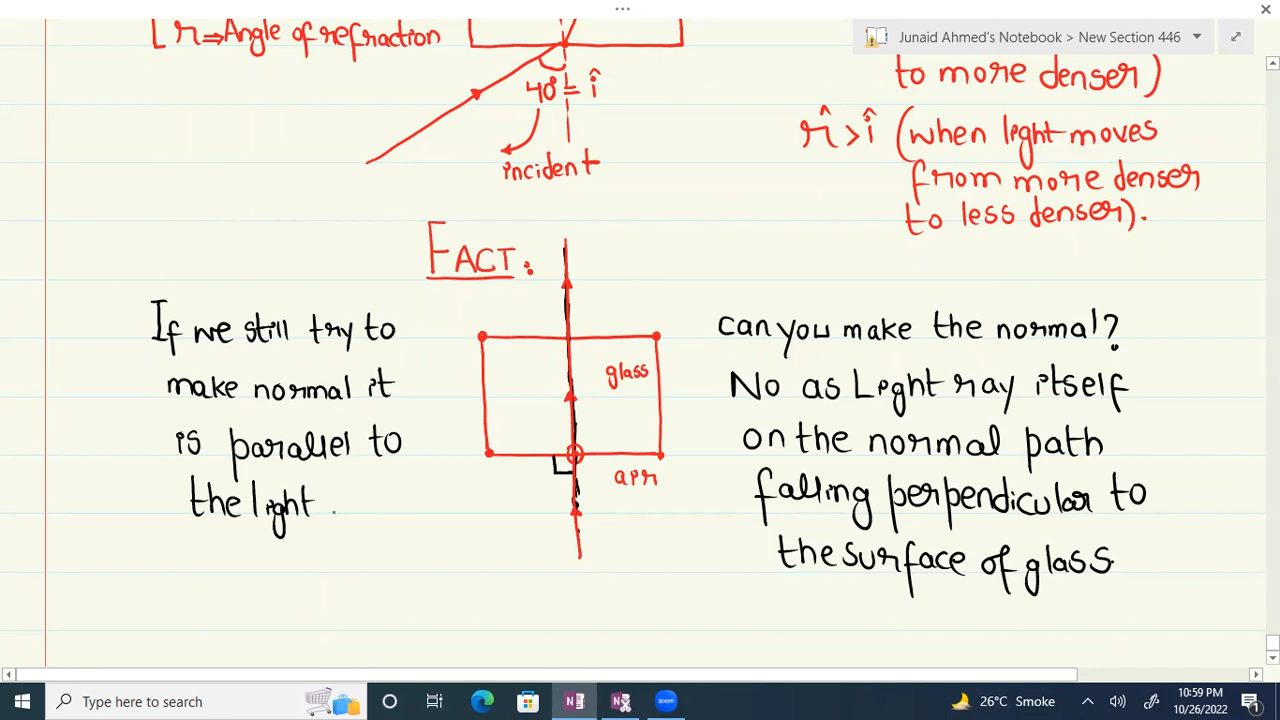 ...
Junaid Ahmed's Notebook > New Section 446
r⇒Angle of refraction
40° = î
incident
to more denser)
r̂ > î (when light moves
from more denser
to less denser).
FACT:
If we still try to
make normal it
is parallel to
the light
glass
air
can you make the normal?
No as Light ray itself
on the normal path
falling perpendicular to
the surface of glass
Type here to search
26°C Smoke
10:59 PM
10/26/2022
zoom
1